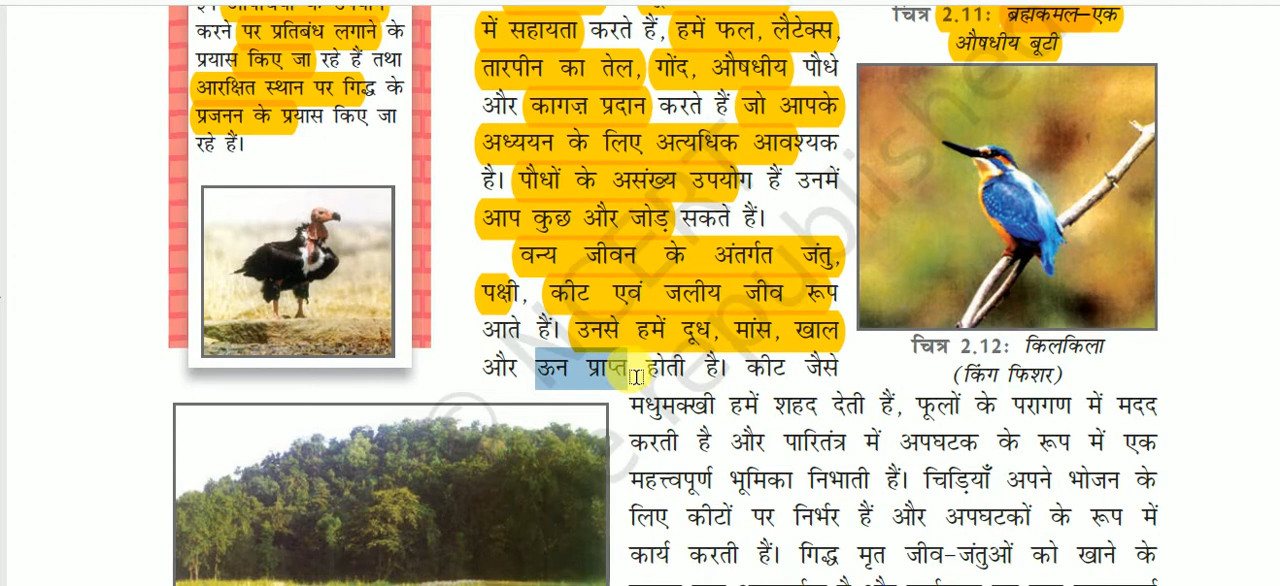 करने पर प्रतिबंध लगाने के
प्रयास किए जा रहे हैं तथा
आरक्षित स्थान पर गिद्ध के
प्रजनन के प्रयास किए जा
रहे हैं।
में सहायता करते हैं, हमें फल, लैटेक्स,
तारपीन का तेल, गोंद, औषधीय पौधे
और कागज़ प्रदान करते हैं जो आपके
अध्ययन के लिए अत्यधिक आवश्यक
है। पौधों के असंख्य उपयोग हैं उनमें
आप कुछ और जोड़ सकते हैं।
वन्य जीवन के अंतर्गत जंतु,
पक्षी, कीट एवं जलीय जीव रूप
आते हैं। उनसे हमें दूध, मांस, खाल
और ऊन प्राप्त होती है। कीट जैसे
मधुमक्खी हमें शहद देती हैं, फूलों के परागण में मदद
करती है और पारितंत्र में अपघटक के रूप में एक
महत्त्वपूर्ण भूमिका निभाती हैं। चिड़ियाँ अपने भोजन के
लिए कीटों पर निर्भर हैं और अपघटकों के रूप में
कार्य करती हैं। गिद्ध मृत जीव-जंतुओं को खाने के
चित्र 2.11: ब्रह्मकमल–एक
औषधीय बूटी
चित्र 2.12: किलकिला
(किंग फिशर)
© NCERT
be republished